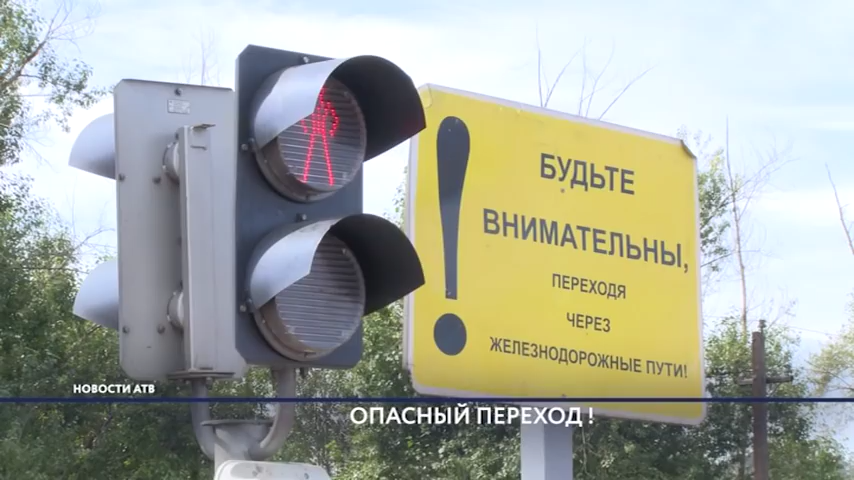 БУДЬТЕ
ВНИМАТЕЛЬНЫ,
ПЕРЕХОДЯ
ЧЕРЕЗ
ЖЕЛЕЗНОДОРОЖНЫЕ ПУТИ!
НОВОСТИ АТВ
ОПАСНЫЙ ПЕРЕХОД !